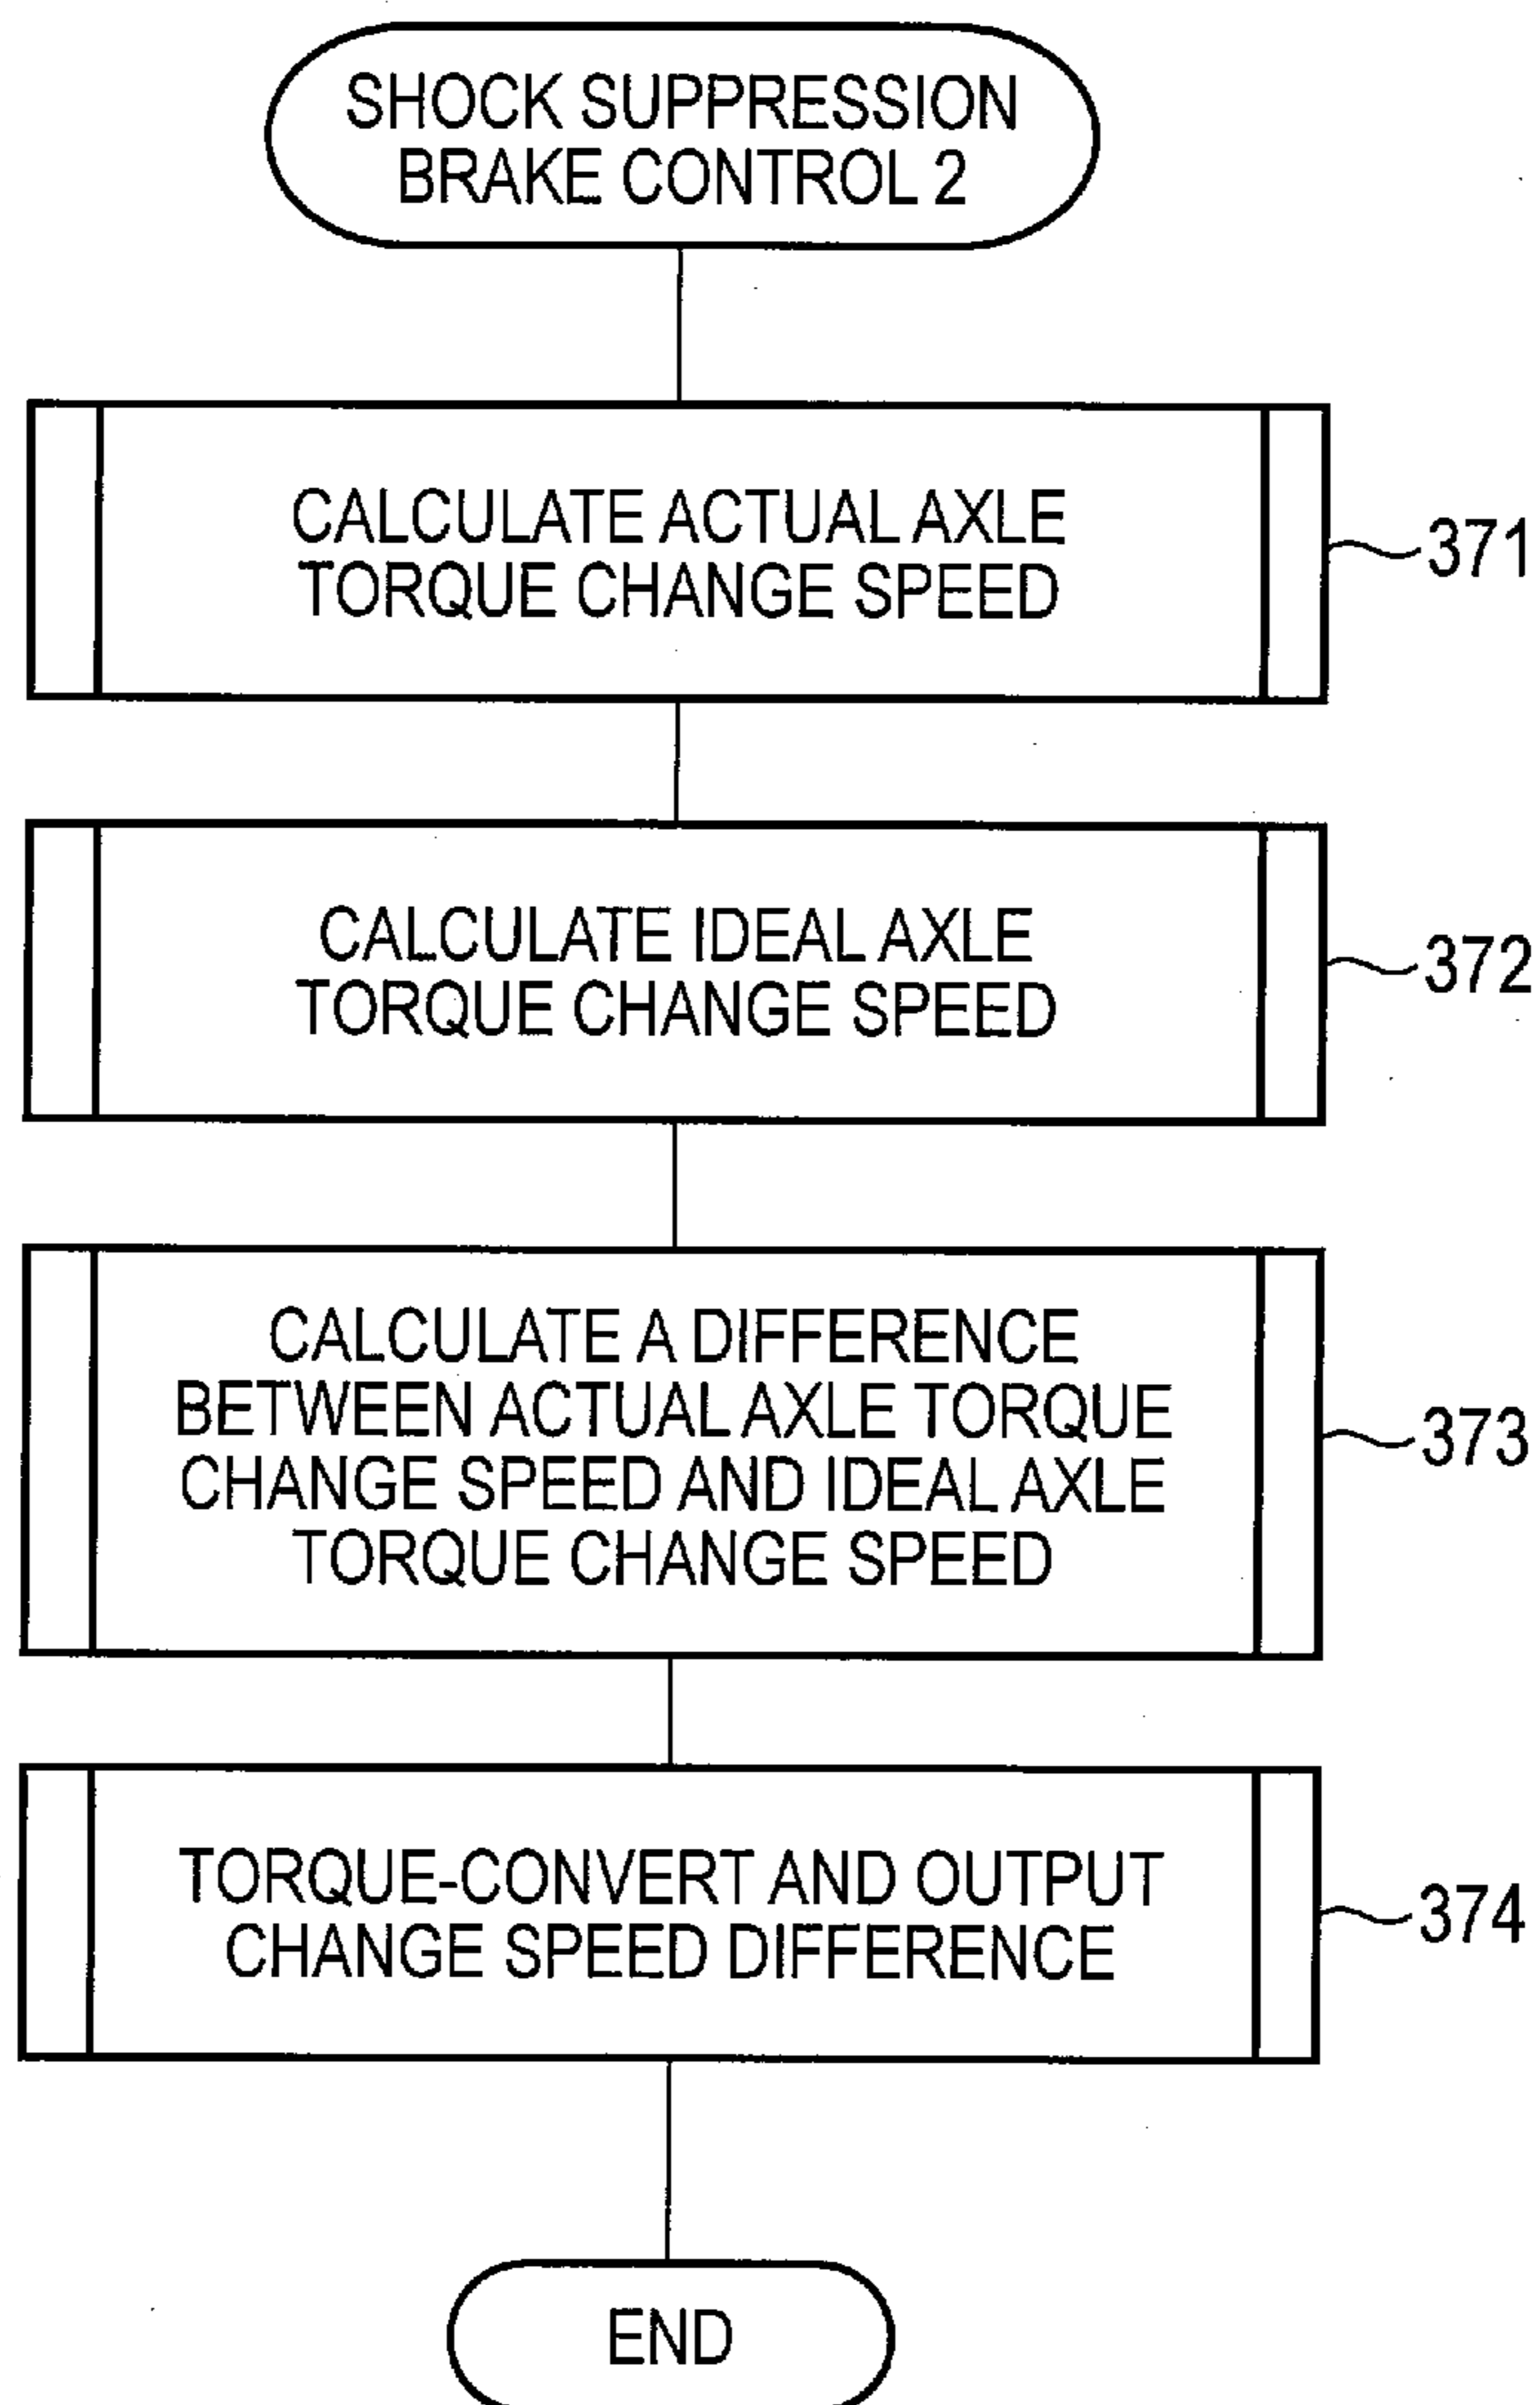 SHOCK SUPPRESSION
BRAKE CONTROL 2
CALCULATE ACTUAL AXLE
TORQUE CHANGE SPEED
371
CALCULATE IDEAL AXLE
TORQUE CHANGE SPEED
372
CALCULATE A DIFFERENCE
BETWEEN ACTUAL AXLE TORQUE
CHANGE SPEED AND IDEAL AXLE
TORQUE CHANGE SPEED
373
TORQUE-CONVERT AND OUTPUT
CHANGE SPEED DIFFERENCE
374
END